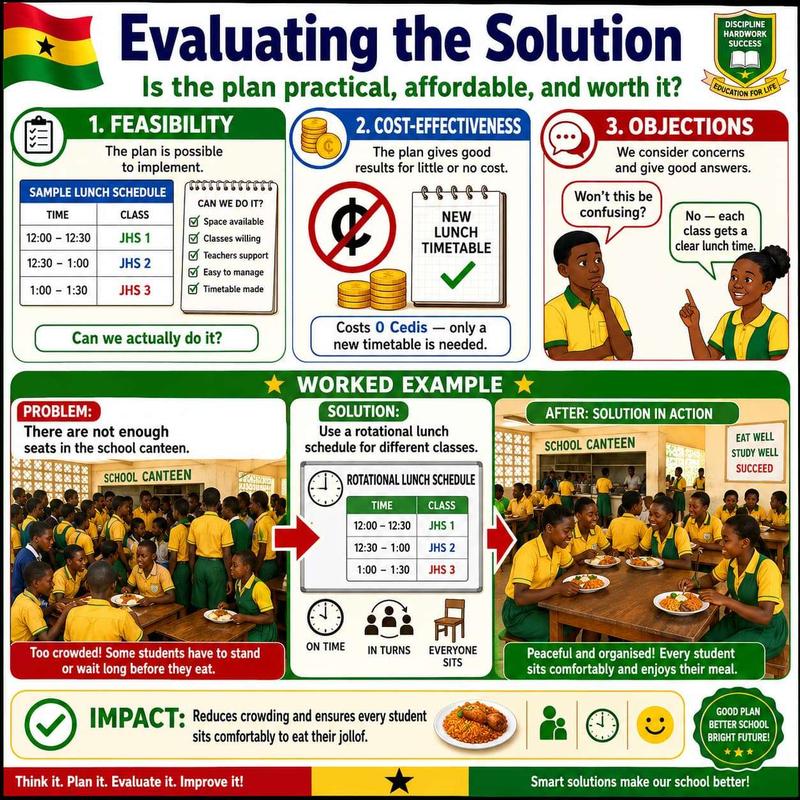 Evaluating the Solution
Is the plan practical, affordable, and worth it?
DISCIPLINE
HARDWORK
SUCCESS
EDUCATION FOR LIFE
1. FEASIBILITY
The plan is possible
to implement.
SAMPLE LUNCH SCHEDULE
TIME CLASS
12:00 – 12:30 JHS 1
12:30 – 1:00 JHS 2
1:00 – 1:30 JHS 3
CAN WE DO IT?
Space available
Classes willing
Teachers support
Easy to manage
Timetable made
Can we actually do it?
2. COST-EFFECTIVENESS
The plan gives good
results for little or no cost.
₵
NEW
LUNCH
TIMETABLE
Costs 0 Cedis — only a
new timetable is needed.
3. OBJECTIONS
We consider concerns
and give good answers.
Won't this be
confusing?
No — each
class gets a
clear lunch time.
WORKED EXAMPLE
PROBLEM:
There are not enough
seats in the school canteen.
SCHOOL CANTEEN
Too crowded! Some students have to stand
or wait long before they eat.
SOLUTION:
Use a rotational lunch
schedule for different classes.
ROTATIONAL LUNCH SCHEDULE
TIME CLASS
12:00 – 12:30 JHS 1
12:30 – 1:00 JHS 2
1:00 – 1:30 JHS 3
ON TIME
IN TURNS
EVERYONE
SITS
AFTER: SOLUTION IN ACTION
SCHOOL CANTEEN
EAT WELL
STUDY WELL
SUCCEED
Peaceful and organised! Every student
sits comfortably and enjoys their meal.
IMPACT: Reduces crowding and ensures every student
sits comfortably to eat their jollof.
GOOD PLAN
BETTER SCHOOL
BRIGHT FUTURE!
Think it. Plan it. Evaluate it. Improve it!
Smart solutions make our school better!